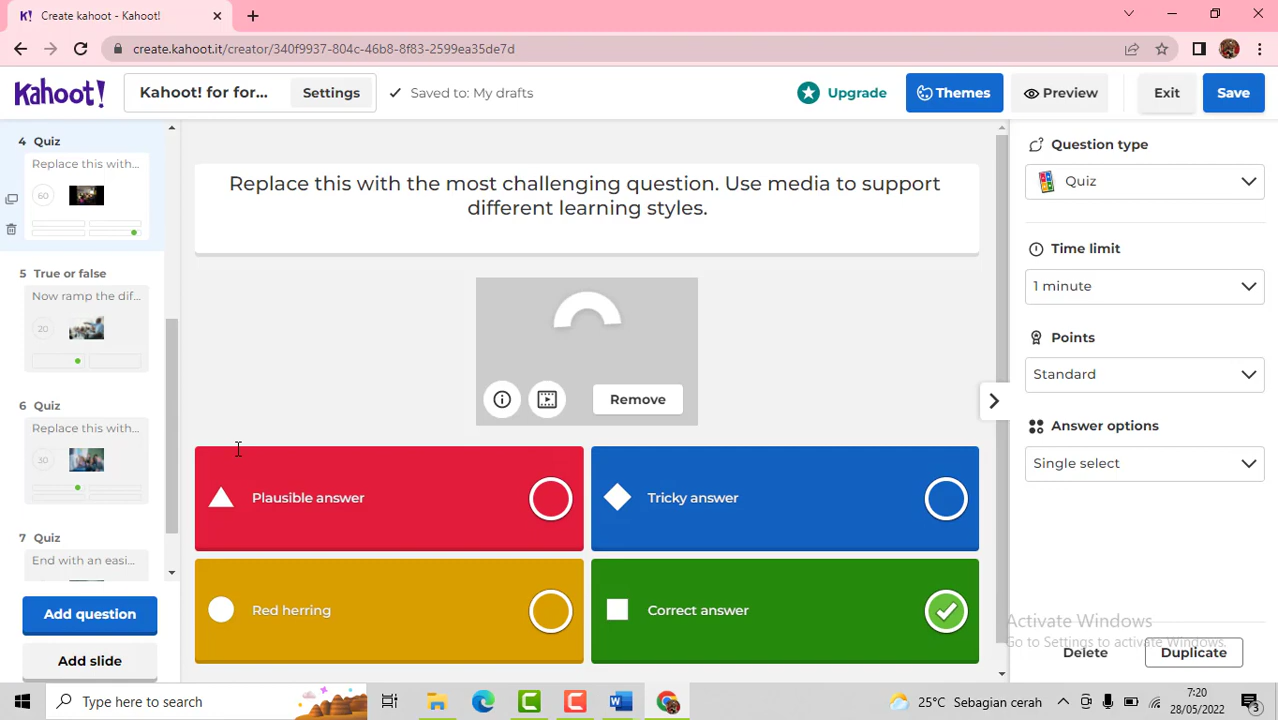 Create kahoot - Kahoot!
create.kahoot.it/creator/340f9937-804c-46b8-8f83-2599ea35de7d
Kahoot!
Kahoot! for for...
Settings
Saved to: My drafts
Upgrade
Themes
Preview
Exit
Save
4 Quiz
Replace this with...
60
5 True or false
Now ramp the dif...
20
6 Quiz
Replace this with...
30
7 Quiz
End with an easi...
Add question
Add slide
Replace this with the most challenging question. Use media to support
different learning styles.
Remove
Plausible answer
Tricky answer
Red herring
Correct answer
Question type
Quiz
Time limit
1 minute
Points
Standard
Answer options
Single select
Activate Windows
Go to Settings to activate Windows.
Delete
Duplicate
Type here to search
25°C Sebagian cerah
7:20
28/05/2022
3